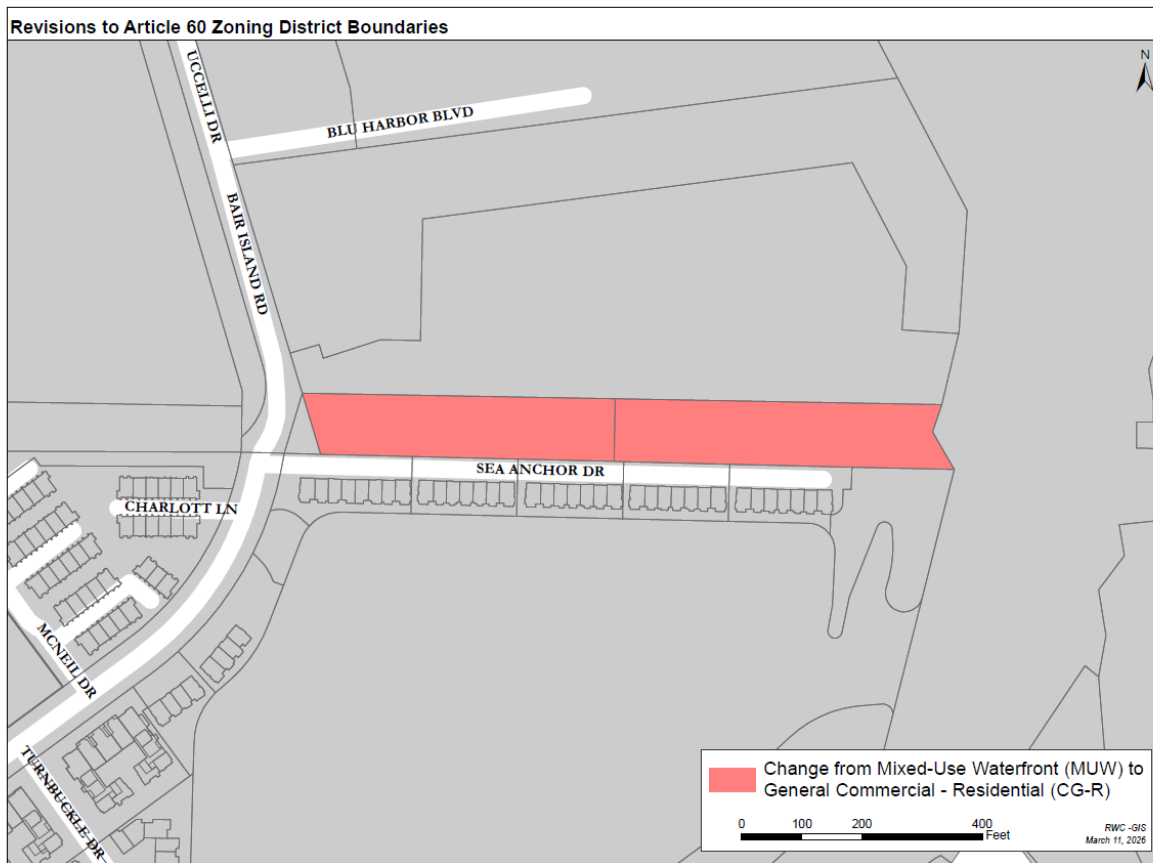 Revisions to Article 60 Zoning District Boundaries
N
UCCELLI DR
BLU HARBOR BLVD
BAIR ISLAND RD
SEA ANCHOR DR
CHARLOTT LN
MCNEIL DR
TURNBUCKLE DR
Change from Mixed-Use Waterfront (MUW) to
General Commercial - Residential (CG-R)
0 100 200 400
Feet
RWC -GIS
March 11, 2026